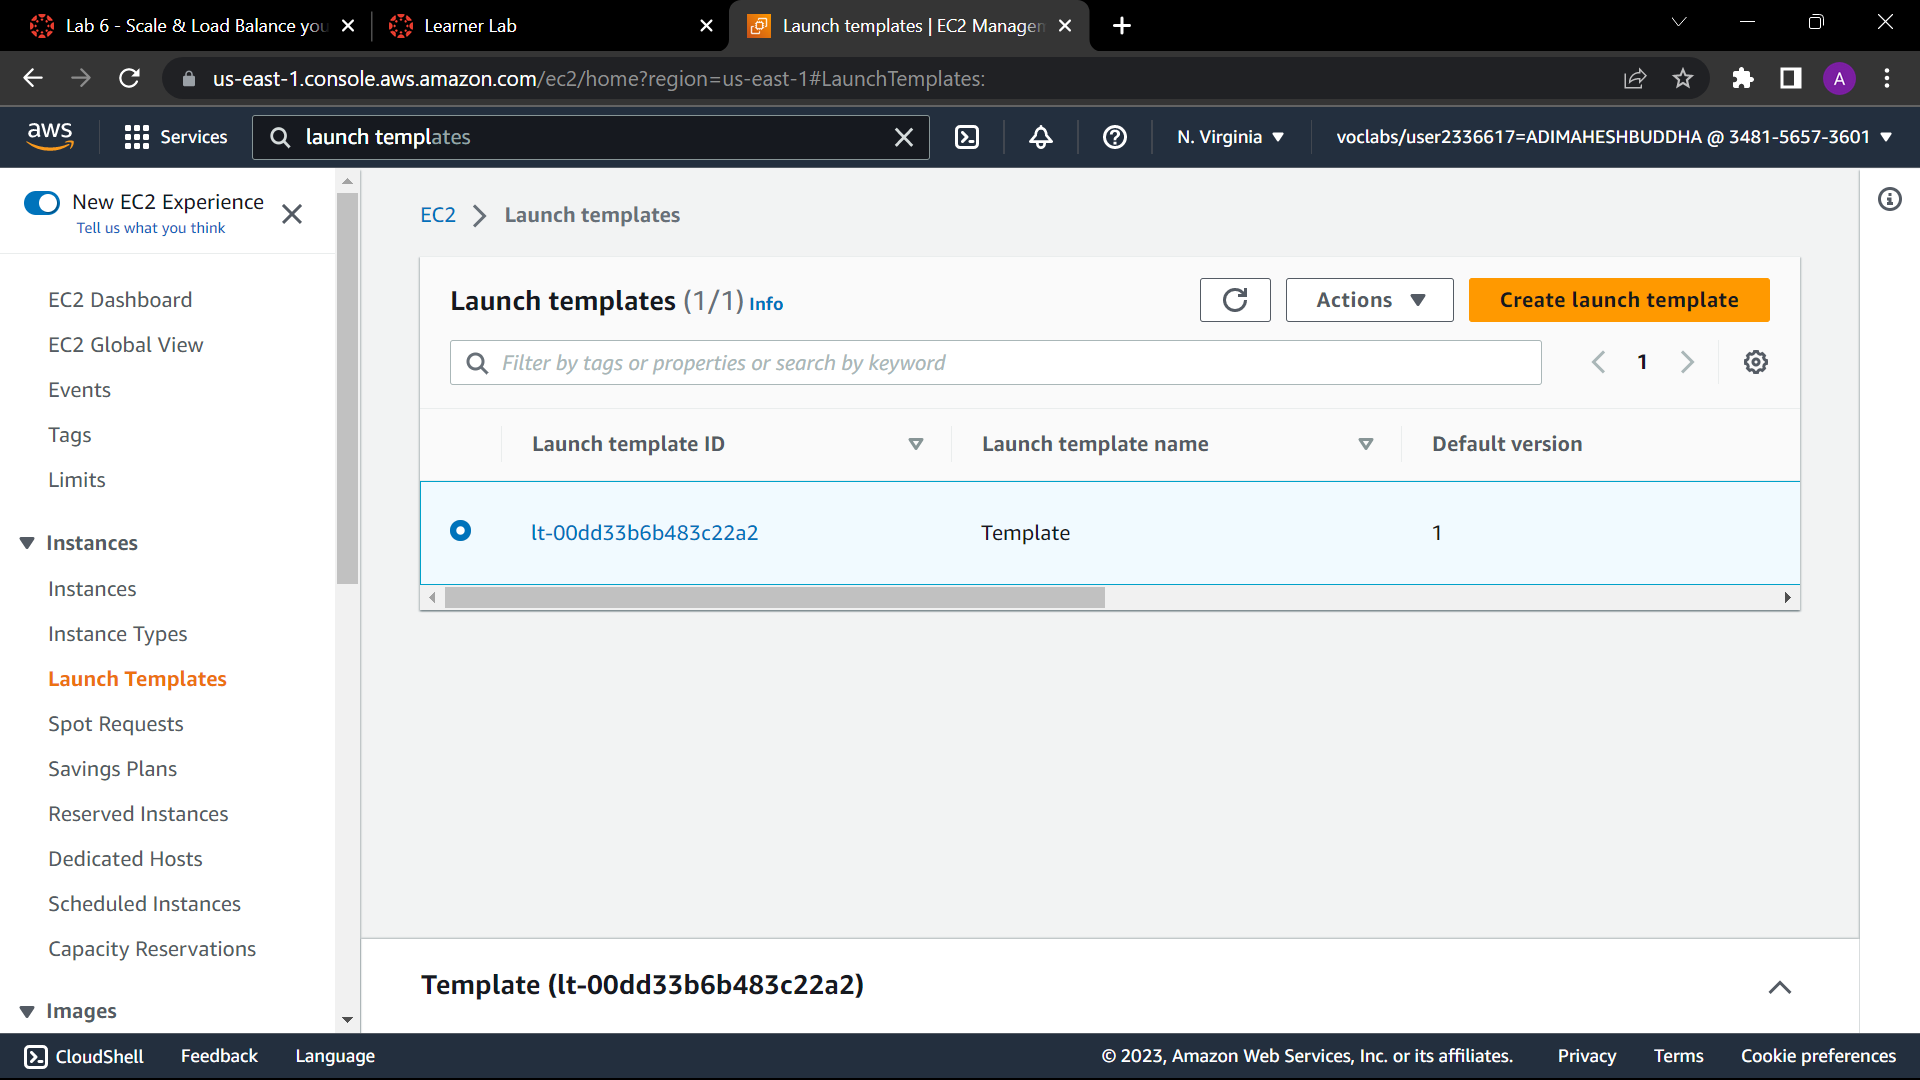 Lab 6 - Scale & Load Balance you
Learner Lab
Launch templates | EC2 Managem
us-east-1.console.aws.amazon.com/ec2/home?region=us-east-1#LaunchTemplates:
A
aws
Services
launch templates
N. Virginia
voclabs/user2336617=ADIMAHESHBUDDHA @ 3481-5657-3601
New EC2 Experience
Tell us what you think
EC2 Dashboard
EC2 Global View
Events
Tags
Limits
Instances
Instances
Instance Types
Launch Templates
Spot Requests
Savings Plans
Reserved Instances
Dedicated Hosts
Scheduled Instances
Capacity Reservations
Images
EC2
Launch templates
Launch templates (1/1) Info
Actions
Create launch template
Filter by tags or properties or search by keyword
1
Launch template ID
Launch template name
Default version
lt-00dd33b6b483c22a2
Template
1
Template (lt-00dd33b6b483c22a2)
CloudShell
Feedback
Language
© 2023, Amazon Web Services, Inc. or its affiliates.
Privacy
Terms
Cookie preferences